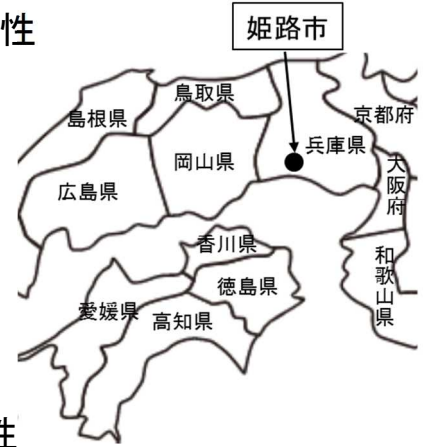 性
姫路市
鳥取県
島根県
京都府
兵庫県
岡山県
大阪府
広島県
香川県
和歌山県
徳島県
愛媛県
高知県
性